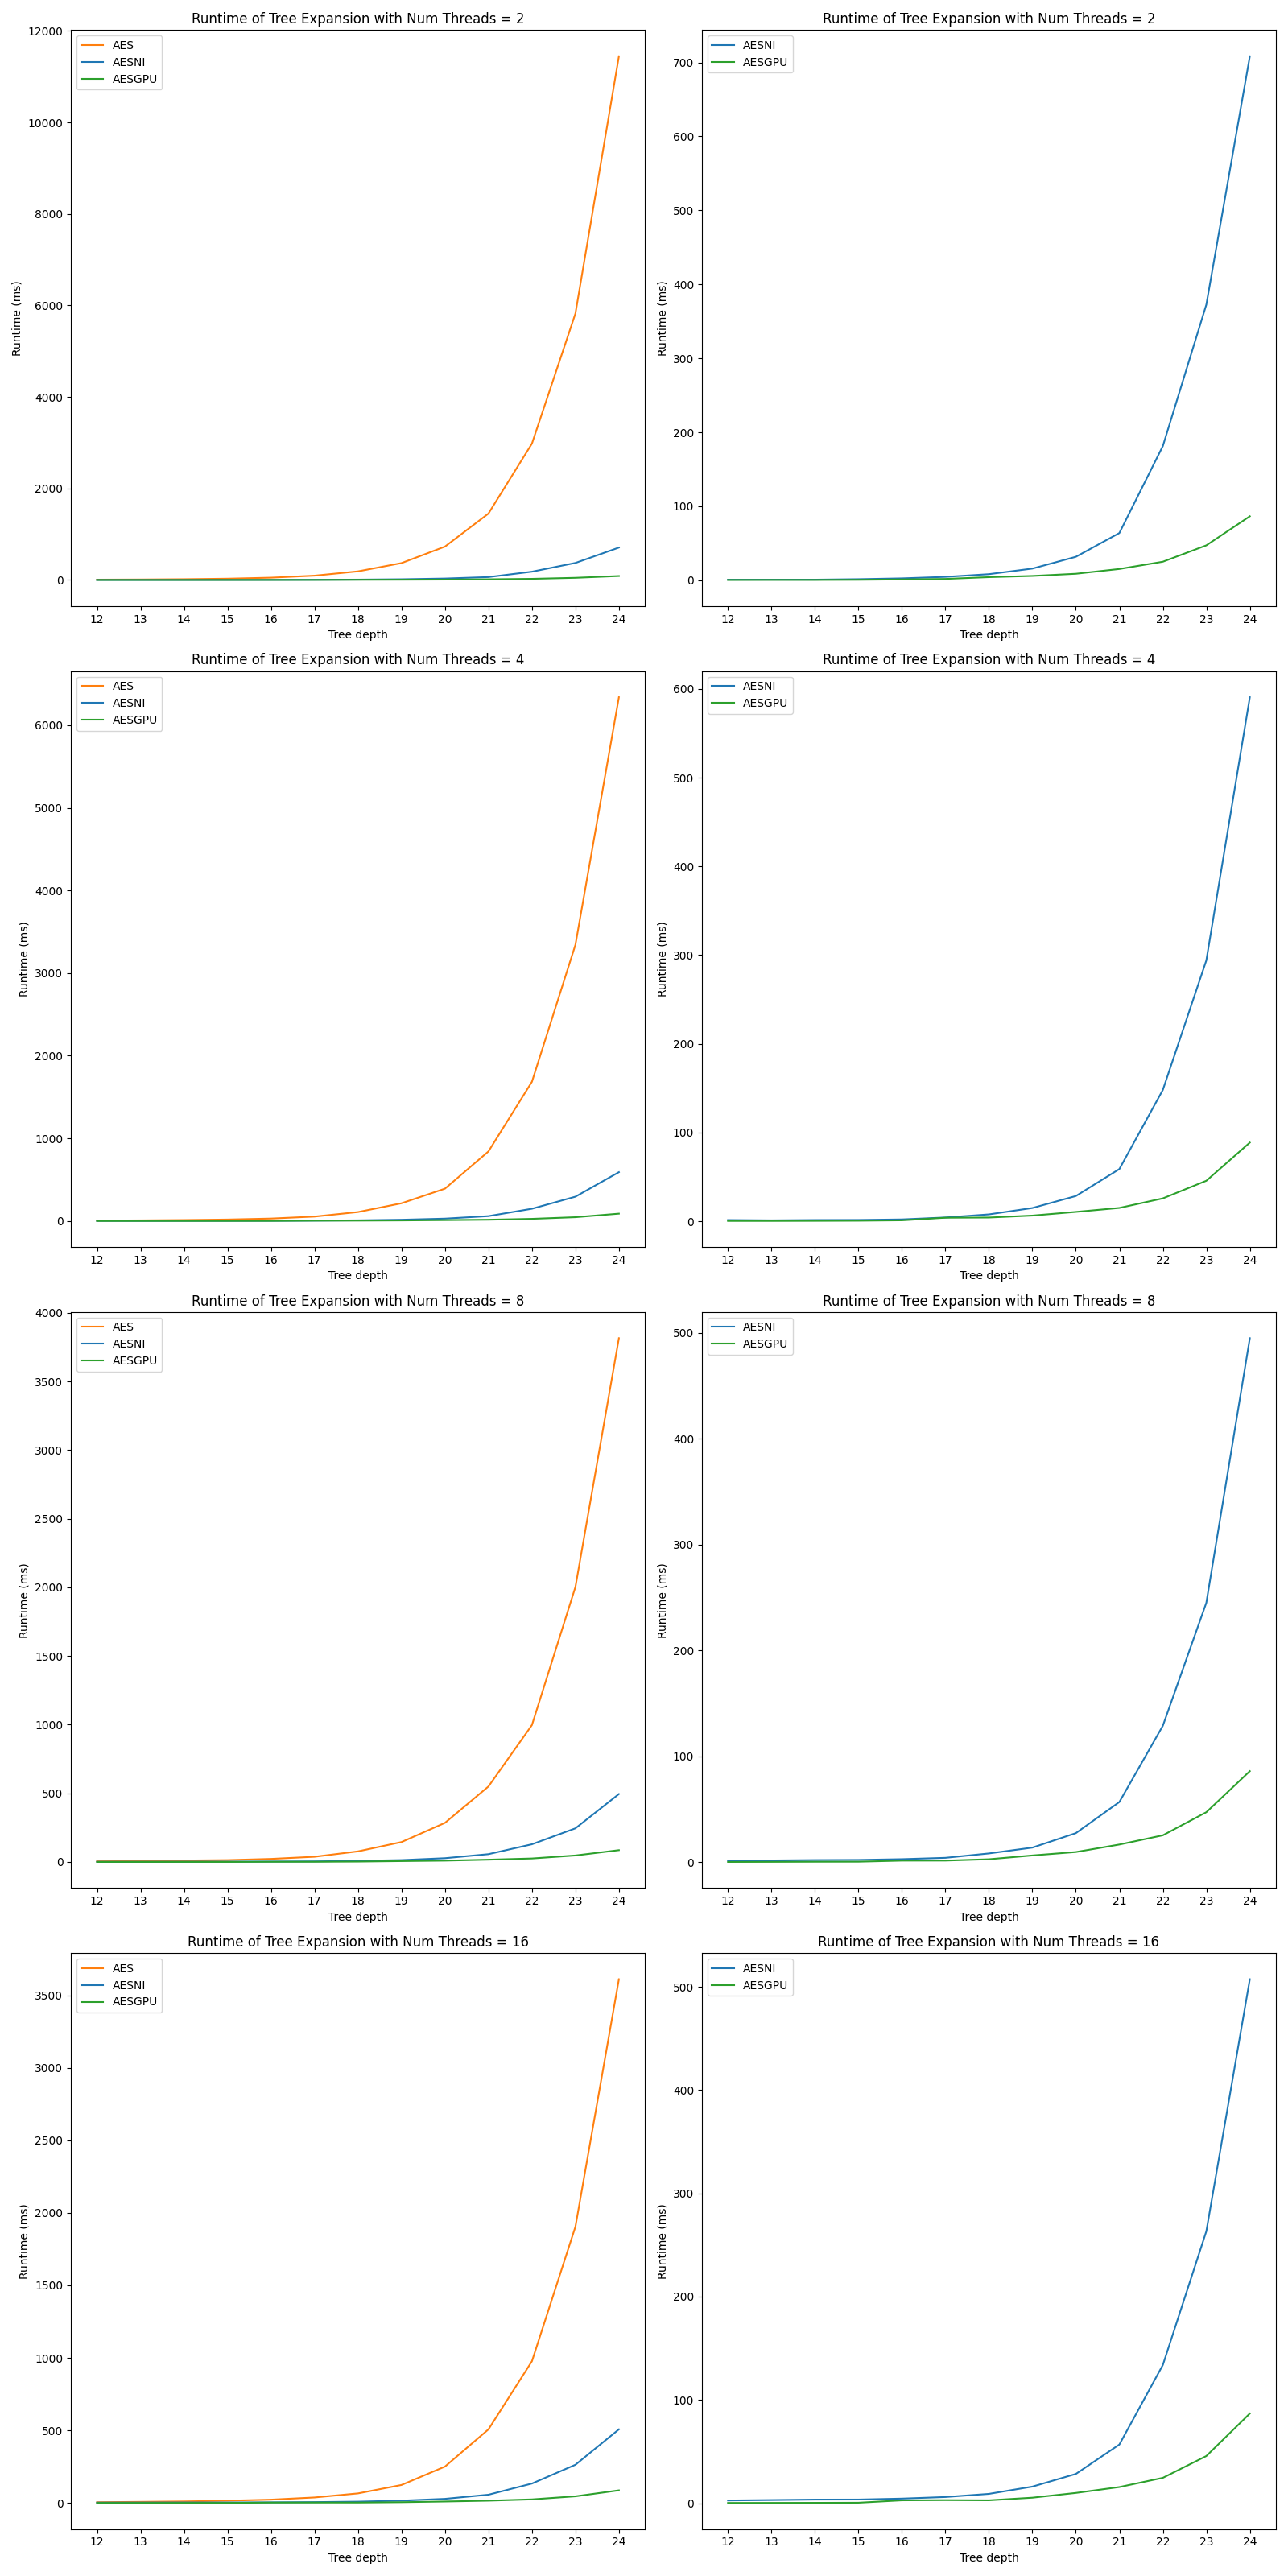 Runtime of Tree Expansion with Num Threads = 2
AES
AESNI
AESGPU
12000
10000
8000
6000
4000
2000
0
Runtime (ms)
12 13 14 15 16 17 18 19 20 21 22 23 24
Tree depth
Runtime of Tree Expansion with Num Threads = 2
AESNI
AESGPU
700
600
500
400
300
200
100
0
Runtime (ms)
12 13 14 15 16 17 18 19 20 21 22 23 24
Tree depth
Runtime of Tree Expansion with Num Threads = 4
AES
AESNI
AESGPU
6000
5000
4000
3000
2000
1000
0
Runtime (ms)
12 13 14 15 16 17 18 19 20 21 22 23 24
Tree depth
Runtime of Tree Expansion with Num Threads = 4
AESNI
AESGPU
600
500
400
300
200
100
0
Runtime (ms)
12 13 14 15 16 17 18 19 20 21 22 23 24
Tree depth
Runtime of Tree Expansion with Num Threads = 8
AES
AESNI
AESGPU
4000
3500
3000
2500
2000
1500
1000
500
0
Runtime (ms)
12 13 14 15 16 17 18 19 20 21 22 23 24
Tree depth
Runtime of Tree Expansion with Num Threads = 8
AESNI
AESGPU
500
400
300
200
100
0
Runtime (ms)
12 13 14 15 16 17 18 19 20 21 22 23 24
Tree depth
Runtime of Tree Expansion with Num Threads = 16
AES
AESNI
AESGPU
3500
3000
2500
2000
1500
1000
500
0
Runtime (ms)
12 13 14 15 16 17 18 19 20 21 22 23 24
Tree depth
Runtime of Tree Expansion with Num Threads = 16
AESNI
AESGPU
500
400
300
200
100
0
Runtime (ms)
12 13 14 15 16 17 18 19 20 21 22 23 24
Tree depth